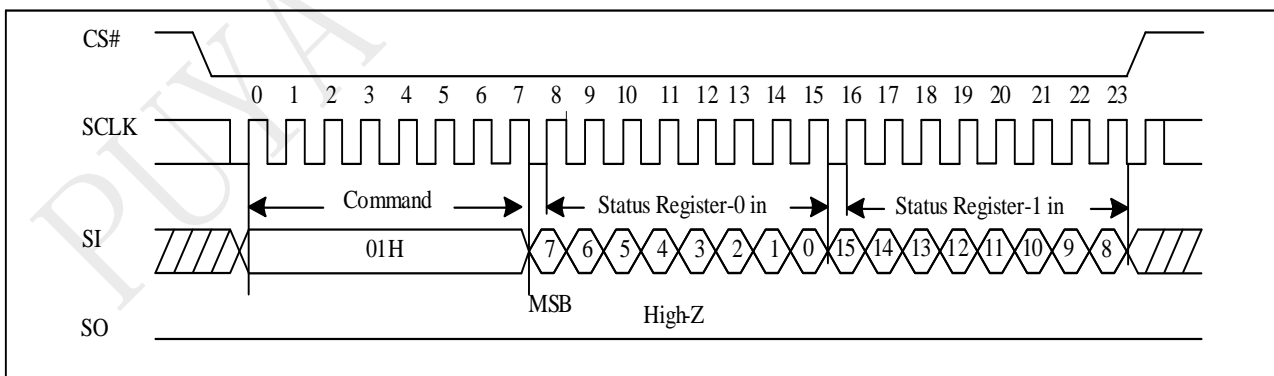 PUYA
CS#
0 1 2 3 4 5 6 7 8 9 10 11 12 13 14 15 16 17 18 19 20 21 22 23
SCLK
Command Status Register-0 in Status Register-1 in
SI
01H 7 6 5 4 3 2 1 0 15 14 13 12 11 10 9 8
MSB High-Z
SO